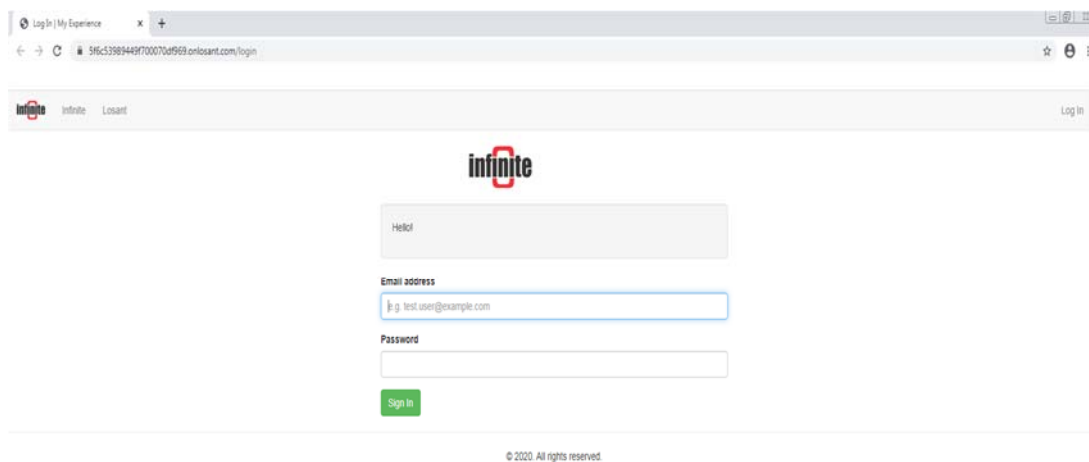 Log In | My Experience
5f6c53989449f700070df969.onlosant.com/login
infinite Infinite Losant Log In
infinite
Hello!
Email address
e.g. test.user@example.com
Password
Sign In
© 2020. All rights reserved.